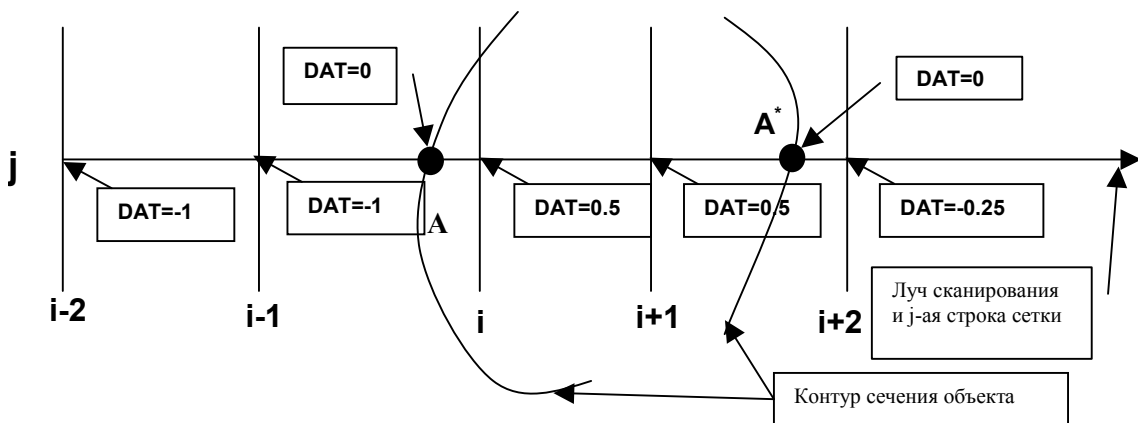 DAT=0
DAT=0
A*
j
DAT=-1
DAT=-1
A
DAT=0.5
DAT=0.5
DAT=-0.25
i-2
i-1
i
i+1
i+2
Луч сканирования
и j-ая строка сетки
Контур сечения объекта